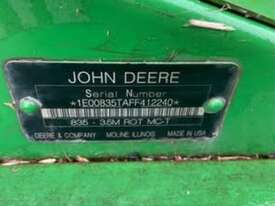 JOHN DEERE
Serial Number
*1E00835TAFF412240*
835 - 3.5M ROT MC-T
DEERE & COMPANY MOLINE, ILLINOIS MADE IN USA